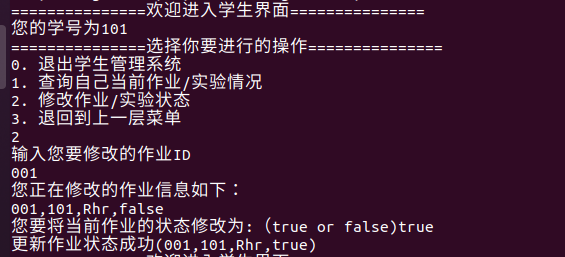 ==============欢迎进入学生界面==============
您的学号为101
==============选择你要进行的操作==============
0. 退出学生管理系统
1. 查询自己当前作业/实验情况
2. 修改作业/实验状态
3. 退回到上一层菜单
2
输入您要修改的作业ID
001
您正在修改的作业信息如下：
001,101,Rhr,false
您要将当前作业的状态修改为:（true or false)true
更新作业状态成功(001,101,Rhr,true)